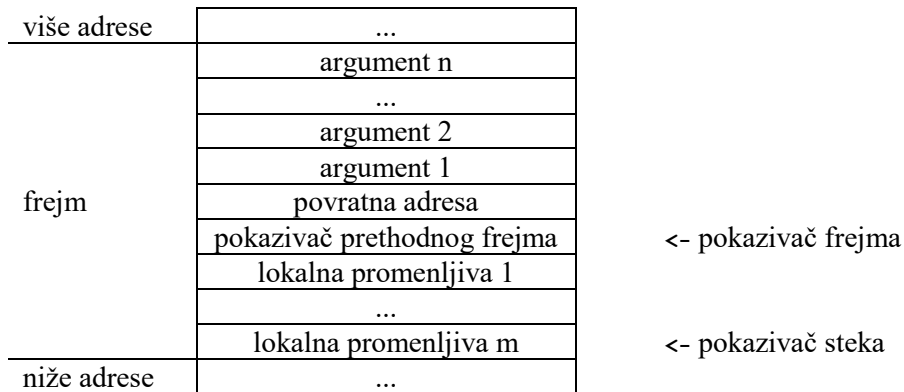 više adrese ...
argument n
...
argument 2
argument 1
frejm povratna adresa
pokazivač prethodnog frejma <- pokazivač frejma
lokalna promenljiva 1
...
lokalna promenljiva m <- pokazivač steka
niže adrese ...